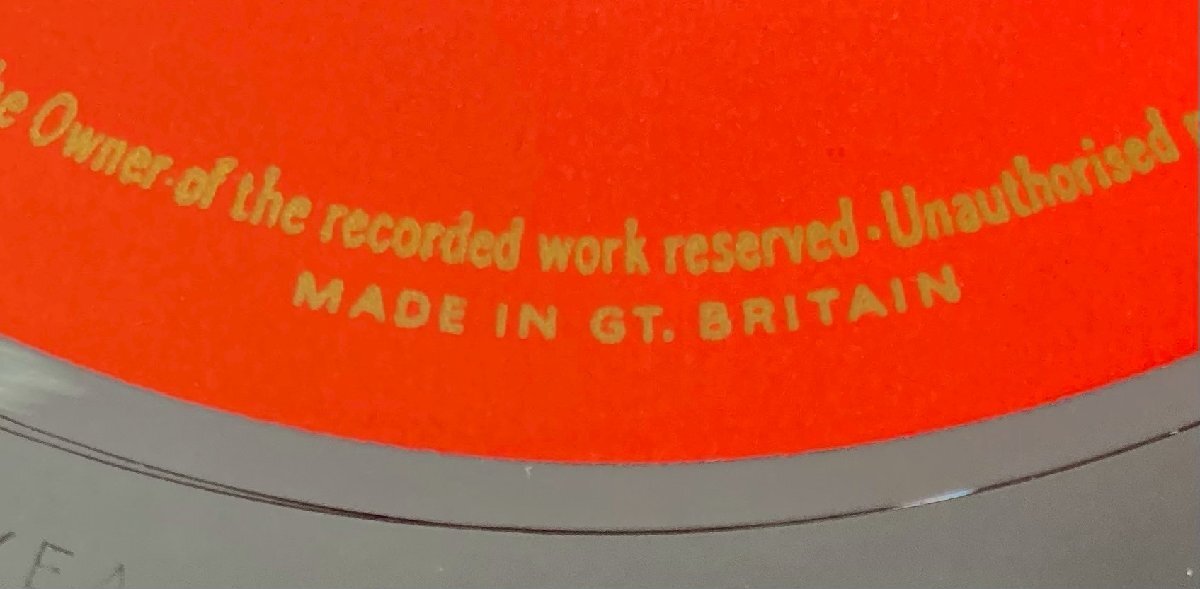 Owner of the recorded work reserved · Unauthorised
MADE IN GT. BRITAIN